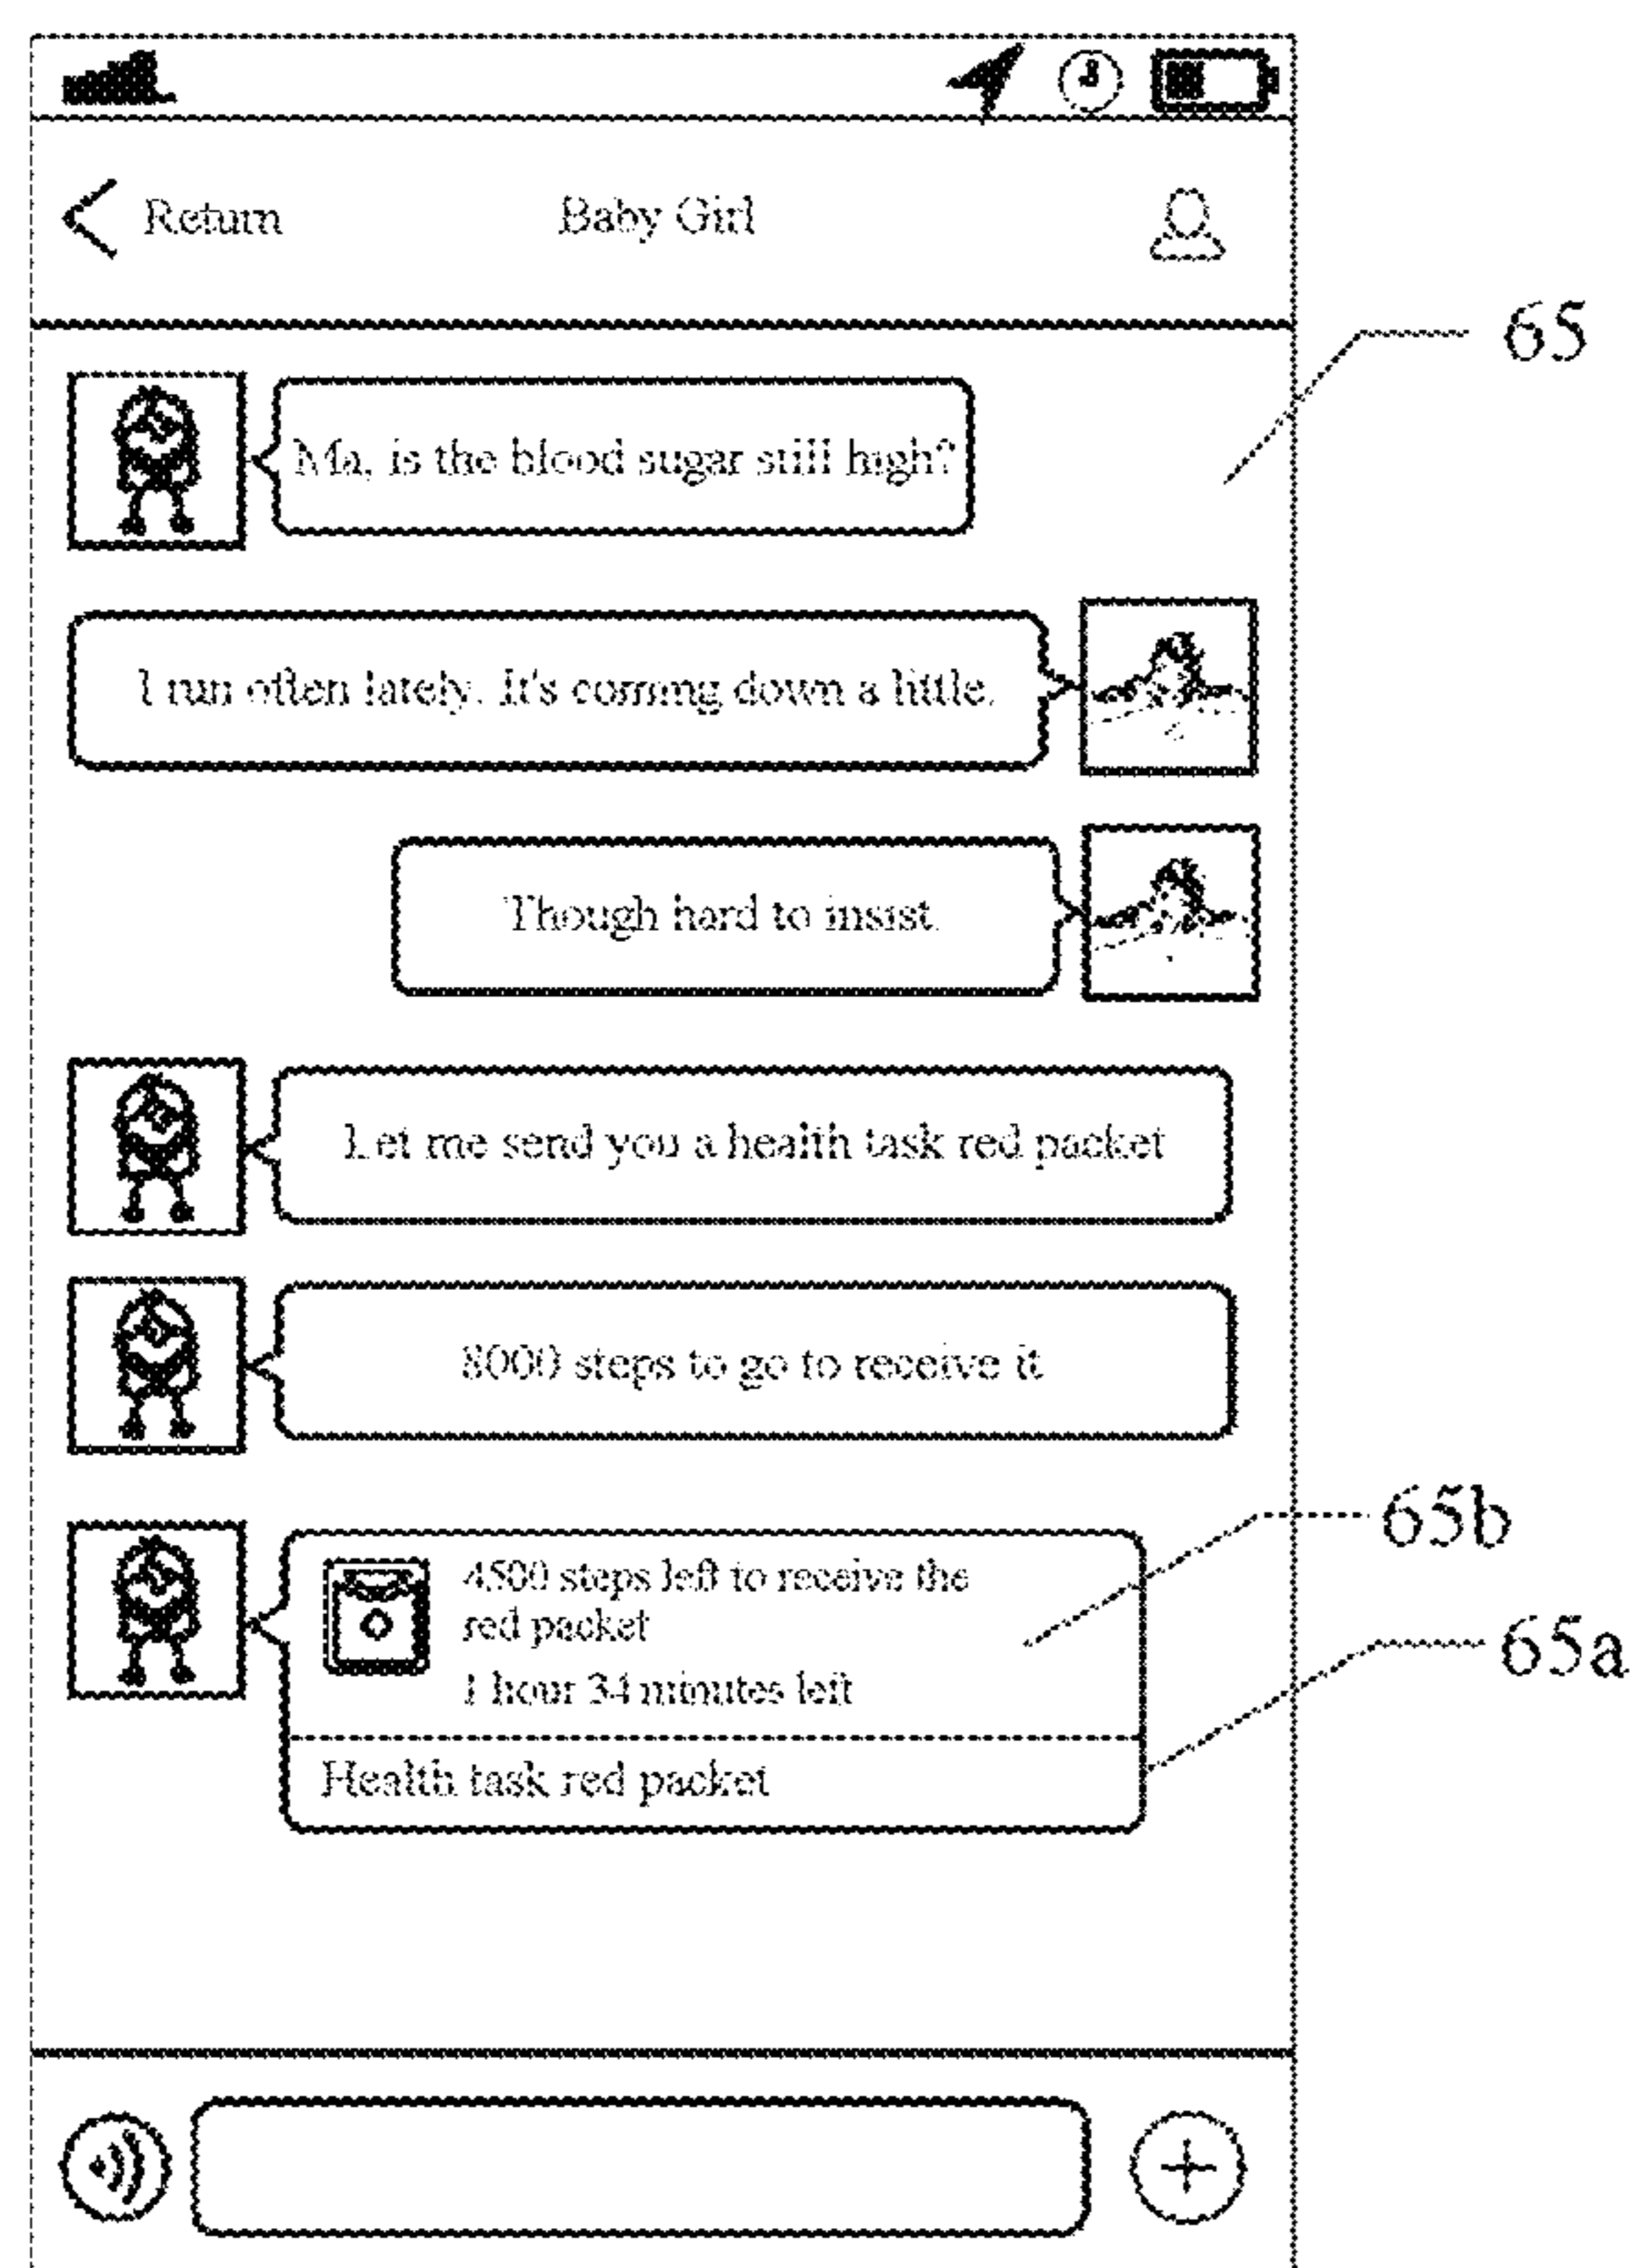 Return
Baby Girl
65
Ma, is the blood sugar still high?
I run often lately. It's coming down a little.
Though hard to insist.
Let me send you a health task red packet
8000 steps to go to receive it
65b
4500 steps left to receive the
red packet
1 hour 34 minutes left
65a
Health task red packet